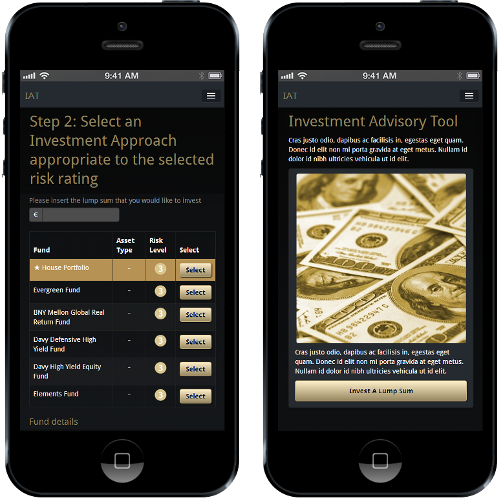 9:41 AM
IAT
Step 2: Select an
Investment Approach
appropriate to the selected
risk rating
Please insert the lump sum that you would like to invest
€
Fund Asset Type Risk Level Select
★ House Portfolio - 3 Select
Evergreen Fund - 3 Select
BNY Mellon Global Real
Return Fund - 3 Select
Davy Defensive High
Yield Fund - 3 Select
Davy High Yield Equity
Fund - 3 Select
Elements Fund - 3 Select
Fund details
9:41 AM
IAT
Investment Advisory Tool
Cras justo odio, dapibus ac facilisis in, egestas eget quam.
Donec id elit non mi porta gravida at eget metus. Nullam id
dolor id nibh ultricies vehicula ut id elit.
Cras justo odio, dapibus ac facilisis in, egestas eget quam.
Donec id elit non mi porta gravida at eget metus.
Nullam id dolor id nibh ultricies vehicula ut id elit.
Invest A Lump Sum